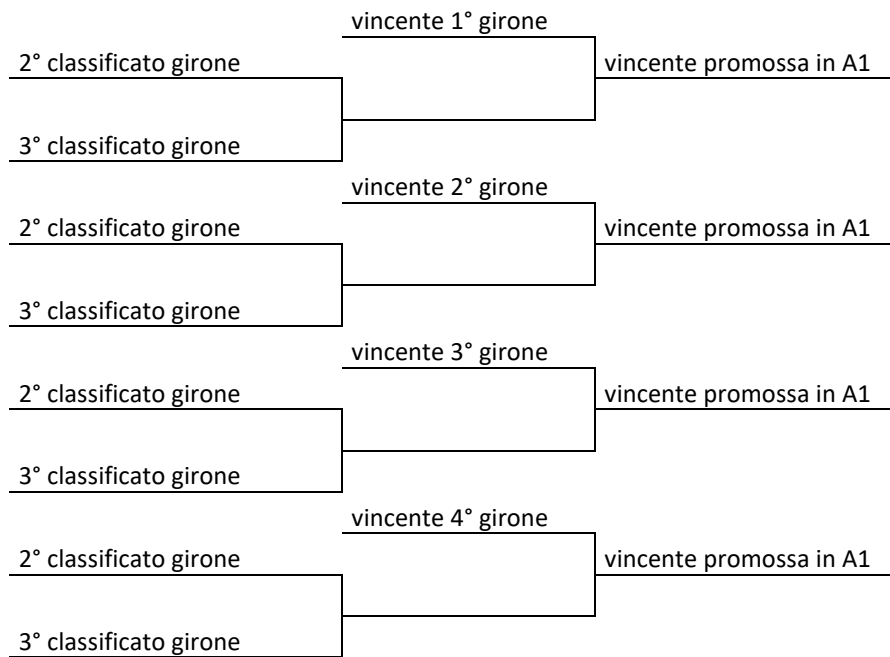 vincente 1° girone
2° classificato girone
vincente promossa in A1
3° classificato girone
vincente 2° girone
2° classificato girone
vincente promossa in A1
3° classificato girone
vincente 3° girone
2° classificato girone
vincente promossa in A1
3° classificato girone
vincente 4° girone
2° classificato girone
vincente promossa in A1
3° classificato girone